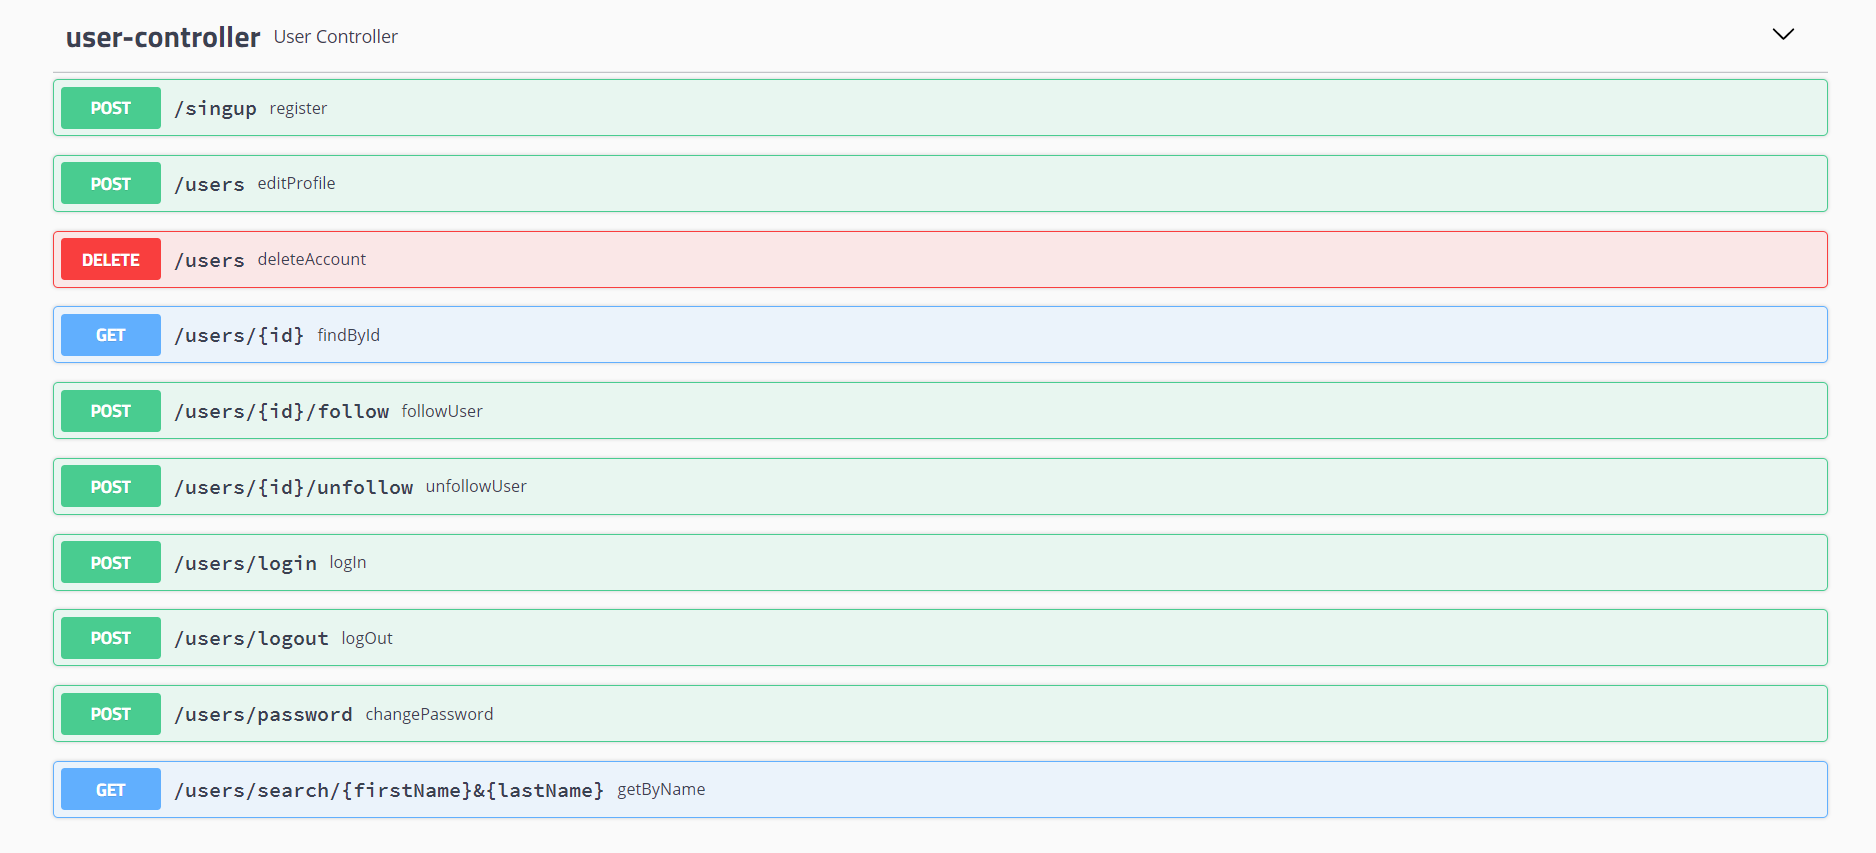 user-controller User Controller
POST /singup register
POST /users editProfile
DELETE /users deleteAccount
GET /users/{id} findById
POST /users/{id}/follow followUser
POST /users/{id}/unfollow unfollowUser
POST /users/login logIn
POST /users/logout logOut
POST /users/password changePassword
GET /users/search/{firstName}&{lastName} getByName